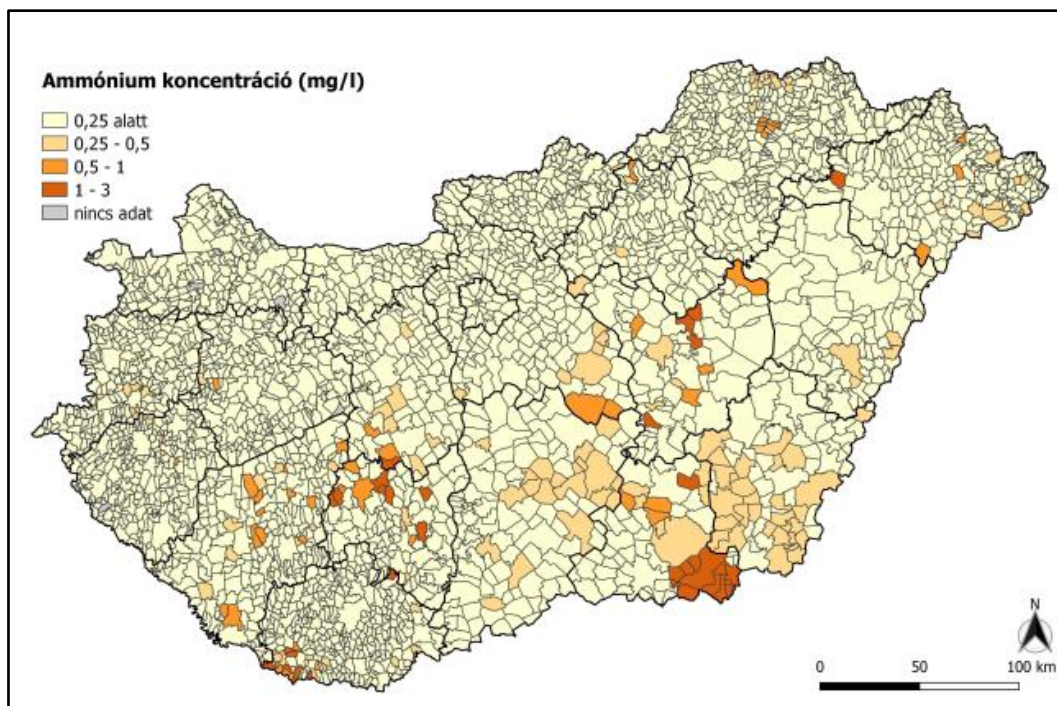 Ammónium koncentráció (mg/l)
0,25 alatt
0,25 - 0,5
0,5 - 1
1 - 3
nincs adat
N
0 50 100 km